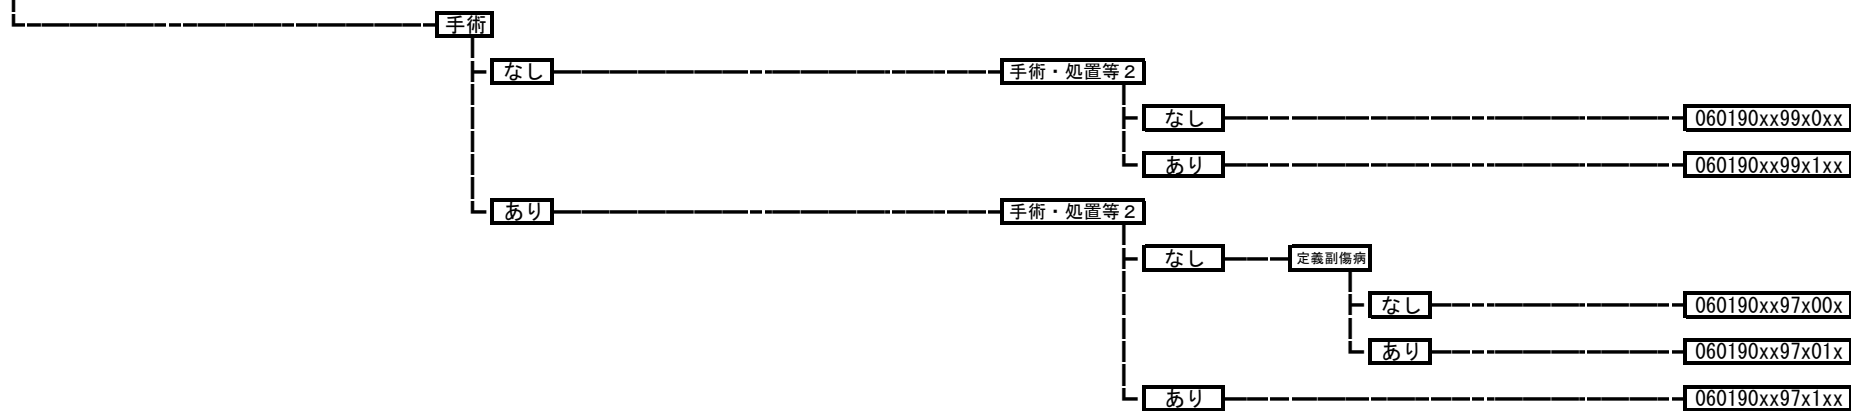 手術
なし 手術・処置等２
なし 060190xx99x0xx
あり 060190xx99x1xx
あり 手術・処置等２
なし 定義副傷病
なし 060190xx97x00x
あり 060190xx97x01x
あり 060190xx97x1xx